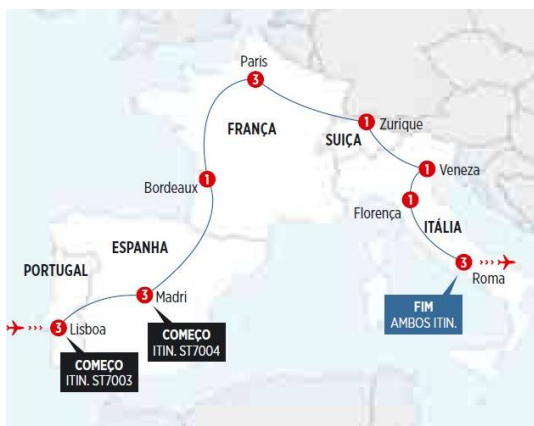 Paris
3
FRANÇA
1
Zurique
SUIÇA
1
Veneza
Bordeaux
1
1
Florença
ITÁLIA
ESPANHA
3
Roma
PORTUGAL
3
Madri
FIM
AMBOS ITIN.
3
Lisboa
COMEÇO
ITIN. ST7004
COMEÇO
ITIN. ST7003